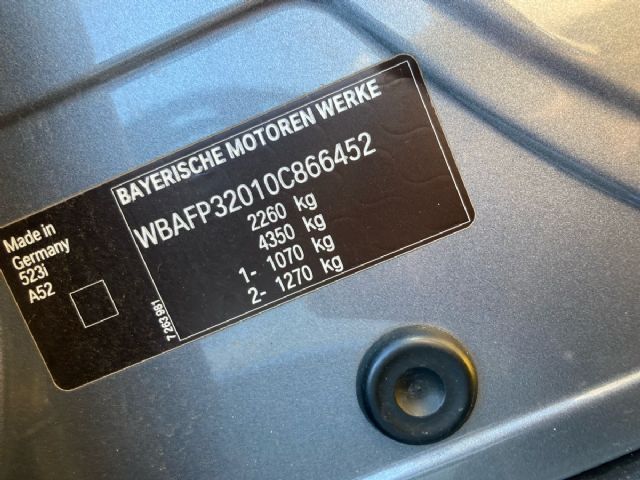 BAYERISCHE MOTOREN WERKE
WBAFP32010C866452
2260 kg
4350 kg
1- 1070 kg
2- 1270 kg
Made in
Germany
523i
A52
7 263 981